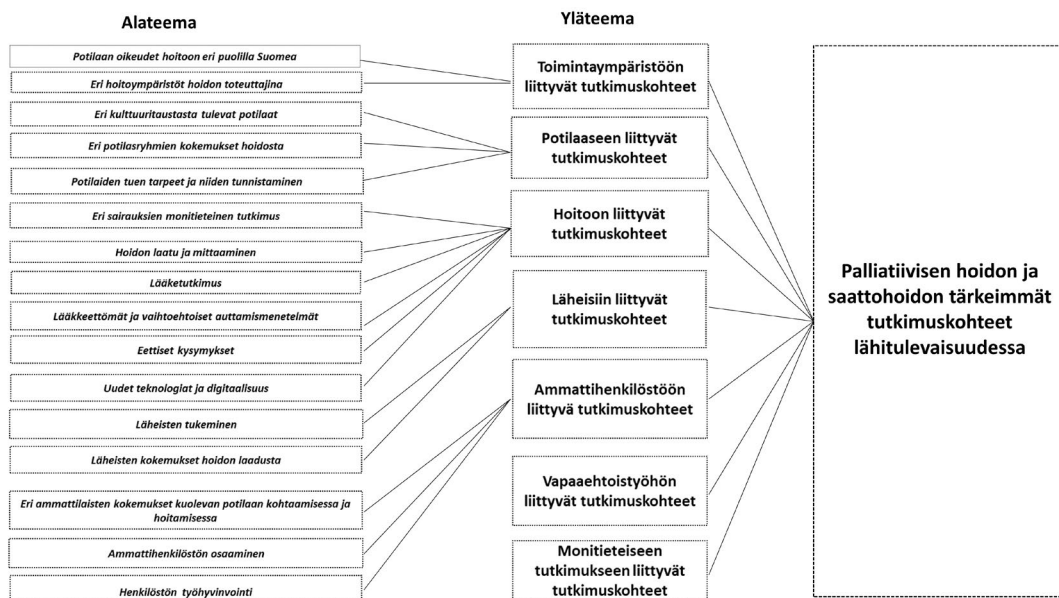 Alateema
Potilaan oikeudet hoitoon eri puolilla Suomea
Eri hoitoympäristöt hoidon toteuttajina
Eri kulttuuritaustasta tulevat potilaat
Eri potilasryhmien kokemukset hoidosta
Potilaiden tuen tarpeet ja niiden tunnistaminen
Eri sairauksien monitieteinen tutkimus
Hoidon laatu ja mittaaminen
Lääketutkimus
Lääkkeettömät ja vaihtoehtoiset auttamismenetelmät
Eettiset kysymykset
Uudet teknologiat ja digitaalisuus
Läheisten tukeminen
Läheisten kokemukset hoidon laadusta
Eri ammattilaisten kokemukset kuolevan potilaan kohtaamisessa ja
hoitamisessa
Ammattihenkilöstön osaaminen
Henkilöstön työhyvinvointi
Yläteema
Toimintaympäristöön
liittyvät tutkimuskohteet
Potilaaseen liittyvät
tutkimuskohteet
Hoitoon liittyvät
tutkimuskohteet
Läheisiin liittyvät
tutkimuskohteet
Ammattihenkilöstöön
liittyvä tutkimuskohteet
Vapaaehtoistyöhön
liittyvät tutkimuskohteet
Monitieteiseen
tutkimukseen liittyvät
tutkimuskohteet
Palliatiivisen hoidon ja
saattohoidon tärkeimmät
tutkimuskohteet
lähitulevaisuudessa